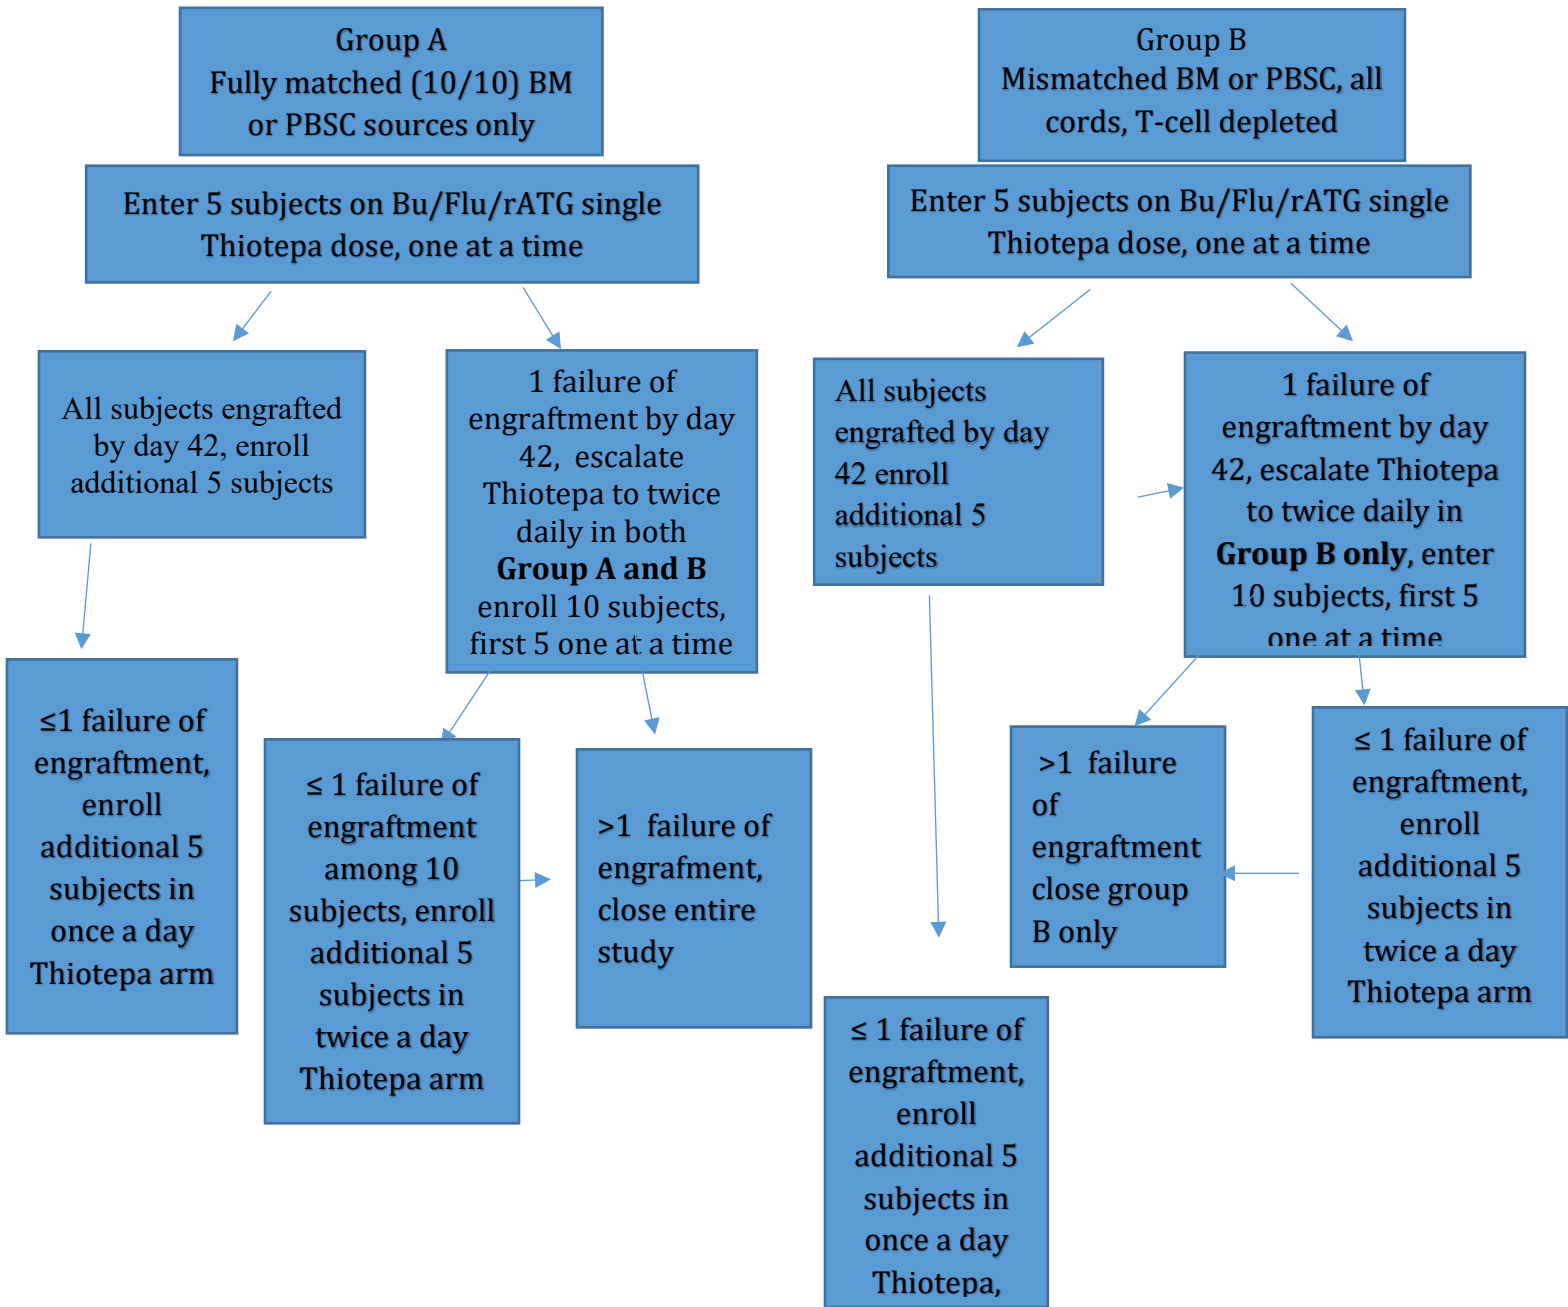 Group A
Fully matched (10/10) BM
or PBSC sources only
Enter 5 subjects on Bu/Flu/rATG single
Thiotepa dose, one at a time
All subjects engrafted
by day 42, enroll
additional 5 subjects
1 failure of
engraftment by day
42, escalate
Thiotepa to twice
daily in both
Group A and B
enroll 10 subjects,
first 5 one at a time
≤1 failure of
engraftment,
enroll
additional 5
subjects in
once a day
Thiotepa arm
≤ 1 failure of
engraftment
among 10
subjects, enroll
additional 5
subjects in
twice a day
Thiotepa arm
>1 failure of
engrafment,
close entire
study
Group B
Mismatched BM or PBSC, all
cords, T-cell depleted
Enter 5 subjects on Bu/Flu/rATG single
Thiotepa dose, one at a time
All subjects
engrafted by day
42 enroll
additional 5
subjects
1 failure of
engraftment by day
42, escalate Thiotepa
to twice daily in
Group B only, enter
10 subjects, first 5
one at a time
≤ 1 failure of
engraftment,
enroll
additional 5
subjects in
once a day
Thiotepa,
>1 failure
of
engraftment
close group
B only
≤ 1 failure of
engraftment,
enroll
additional 5
subjects in
twice a day
Thiotepa arm